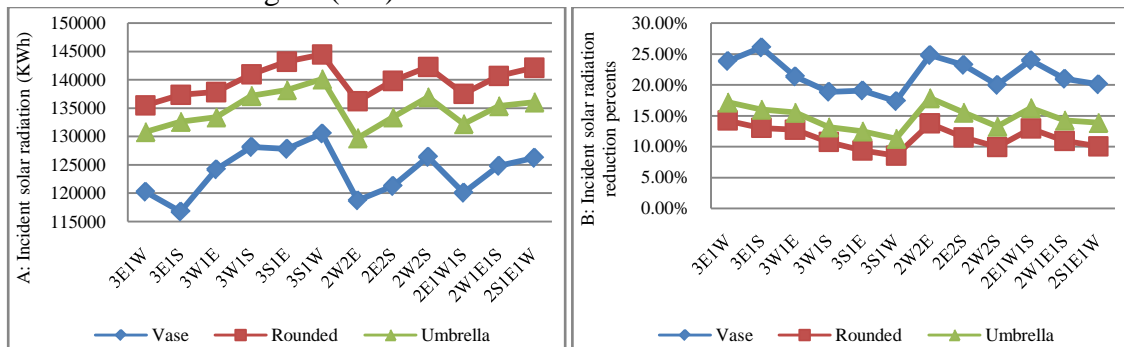 A: Incident solar radiation (KWh)
150000
145000
140000
135000
130000
125000
120000
115000
3E1W
3E1S
3W1E
3W1S
3S1E
3S1W
2W2E
2E2S
2W2S
2E1W1S
2W1E1S
2S1E1W
Vase Rounded Umbrella
B: Incident solar radiation
reduction percents
30.00%
25.00%
20.00%
15.00%
10.00%
5.00%
0.00%
3E1W
3E1S
3W1E
3W1S
3S1E
3S1W
2W2E
2E2S
2W2S
2E1W1S
2W1E1S
2S1E1W
Vase Rounded Umbrella